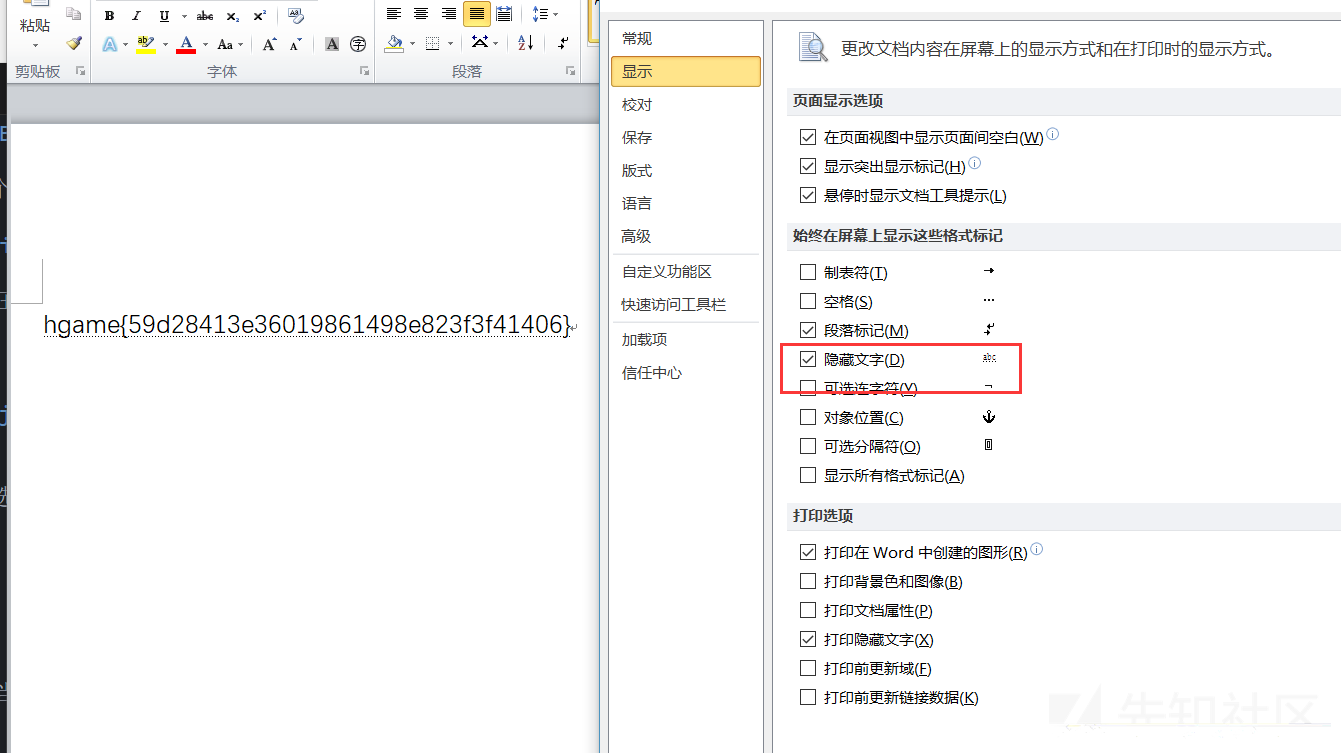 粘贴
B I U abc x₂ x²
A ab A Aa A A A 字
剪贴板 字体 段落
hgame{59d28413e36019861498e823f3f41406}
常规
显示
校对
保存
版式
语言
高级
自定义功能区
快速访问工具栏
加载项
信任中心
更改文档内容在屏幕上的显示方式和在打印时的显示方式。
页面显示选项
在页面视图中显示页面间空白(W)
显示突出显示标记(H)
悬停时显示文档工具提示(L)
始终在屏幕上显示这些格式标记
制表符(T)
空格(S)
段落标记(M)
隐藏文字(D) abc
可选连字符(Y)
对象位置(C)
可选分隔符(O)
显示所有格式标记(A)
打印选项
打印在 Word 中创建的图形(R)
打印背景色和图像(B)
打印文档属性(P)
打印隐藏文字(X)
打印前更新域(F)
打印前更新链接数据(K)
先知社区